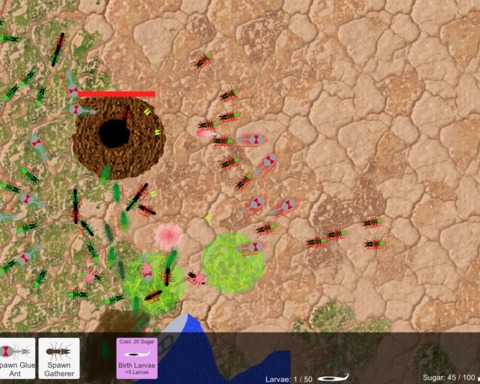 Spawn Glue
Ant
Spawn
Gatherer
Cost: 20 Sugar
Birth Larvae
+5 Larvae
Larvae: 1 / 50
Sugar: 45 / 100